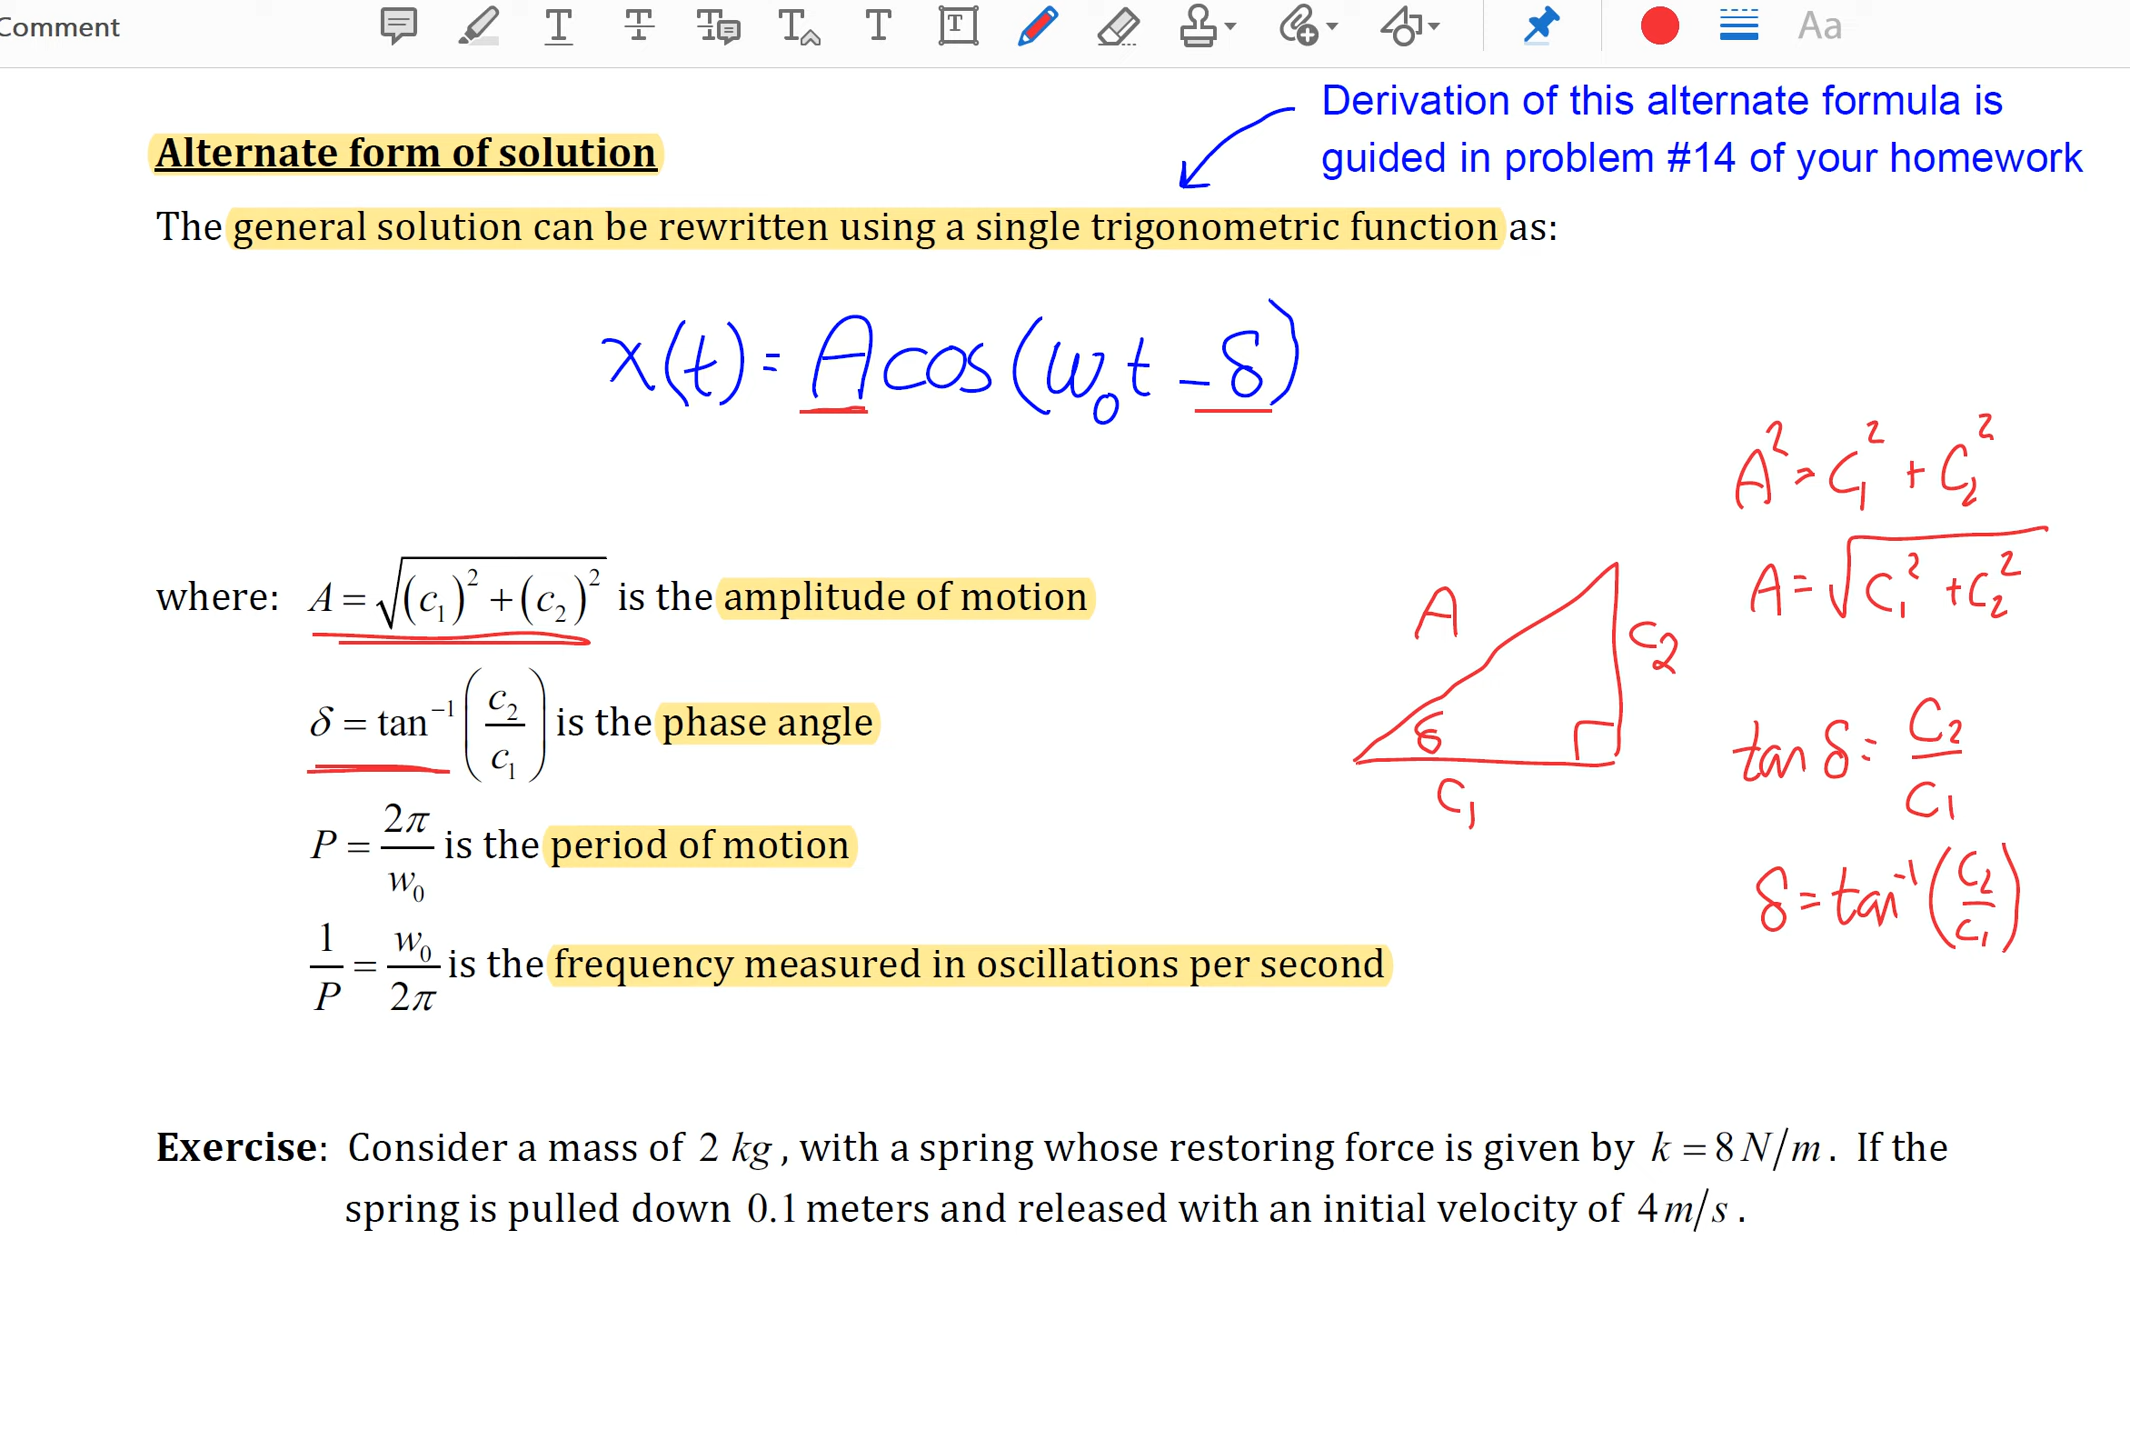 Comment
T T T T T T Aa
Derivation of this alternate formula is
guided in problem #14 of your homework
Alternate form of solution
The general solution can be rewritten using a single trigonometric function as:
x(t) = A cos(w₀t - δ)
A² = C₁² + C₂²
A = √(C₁² + C₂²)
where: A = √((c₁)² + (c₂)²) is the amplitude of motion
A
C₂
δ
C₁
δ = tan⁻¹(c₂/c₁) is the phase angle
tan δ = C₂/C₁
P = 2π/w₀ is the period of motion
δ = tan⁻¹(C₂/C₁)
1/P = w₀/2π is the frequency measured in oscillations per second
Exercise: Consider a mass of 2 kg, with a spring whose restoring force is given by k = 8 N/m. If the
spring is pulled down 0.1 meters and released with an initial velocity of 4 m/s.